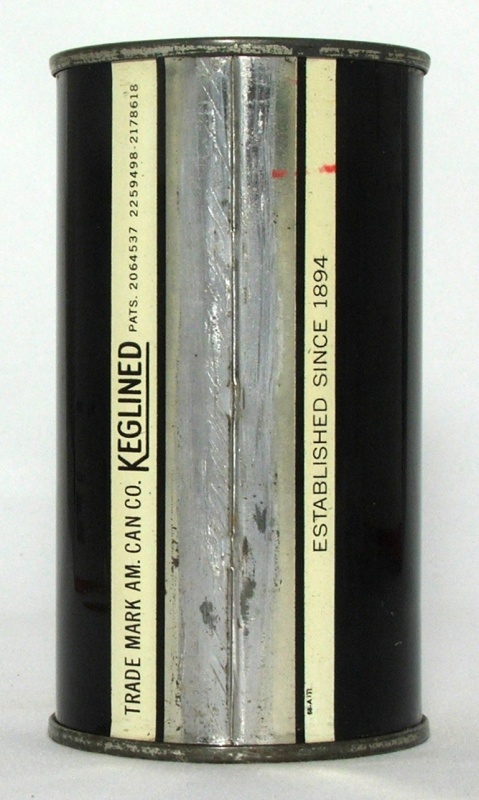 TRADE MARK AM. CAN CO. KEGLINED PATS. 2064537 2259498-2178618
ESTABLISHED SINCE 1894